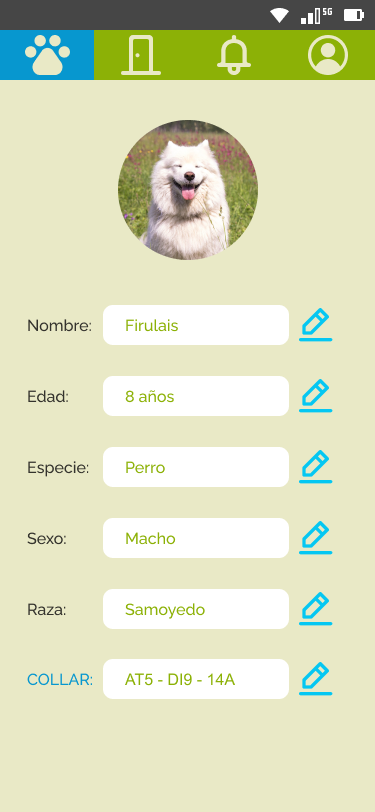 5G
Nombre: Firulais
Edad: 8 años
Especie: Perro
Sexo: Macho
Raza: Samoyedo
COLLAR: AT5 - DI9 - 14A